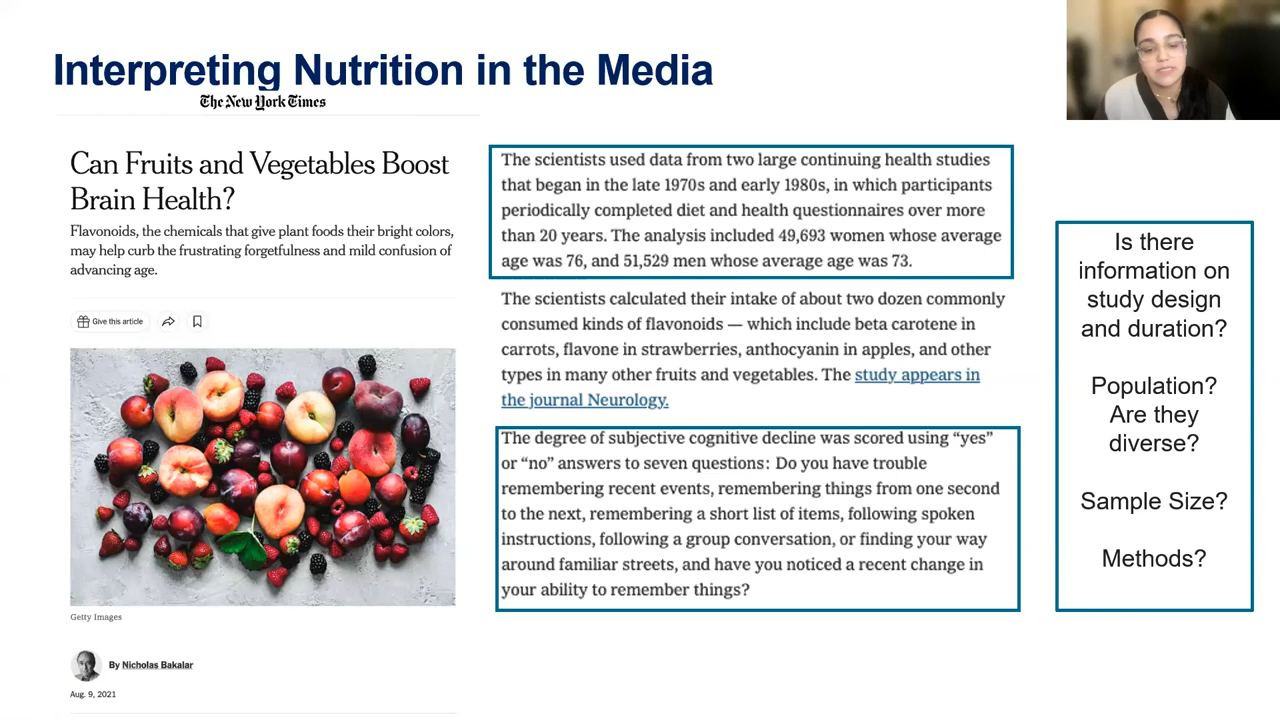 Interpreting Nutrition in the Media
The New York Times
Can Fruits and Vegetables Boost
Brain Health?
Flavonoids, the chemicals that give plant foods their bright colors,
may help curb the frustrating forgetfulness and mild confusion of
advancing age.
Give this article
Getty Images
By Nicholas Bakalar
Aug. 9, 2021
The scientists used data from two large continuing health studies
that began in the late 1970s and early 1980s, in which participants
periodically completed diet and health questionnaires over more
than 20 years. The analysis included 49,693 women whose average
age was 76, and 51,529 men whose average age was 73.
The scientists calculated their intake of about two dozen commonly
consumed kinds of flavonoids — which include beta carotene in
carrots, flavone in strawberries, anthocyanin in apples, and other
types in many other fruits and vegetables. The study appears in
the journal Neurology.
The degree of subjective cognitive decline was scored using “yes”
or “no” answers to seven questions: Do you have trouble
remembering recent events, remembering things from one second
to the next, remembering a short list of items, following spoken
instructions, following a group conversation, or finding your way
around familiar streets, and have you noticed a recent change in
your ability to remember things?
Is there
information on
study design
and duration?
Population?
Are they
diverse?
Sample Size?
Methods?